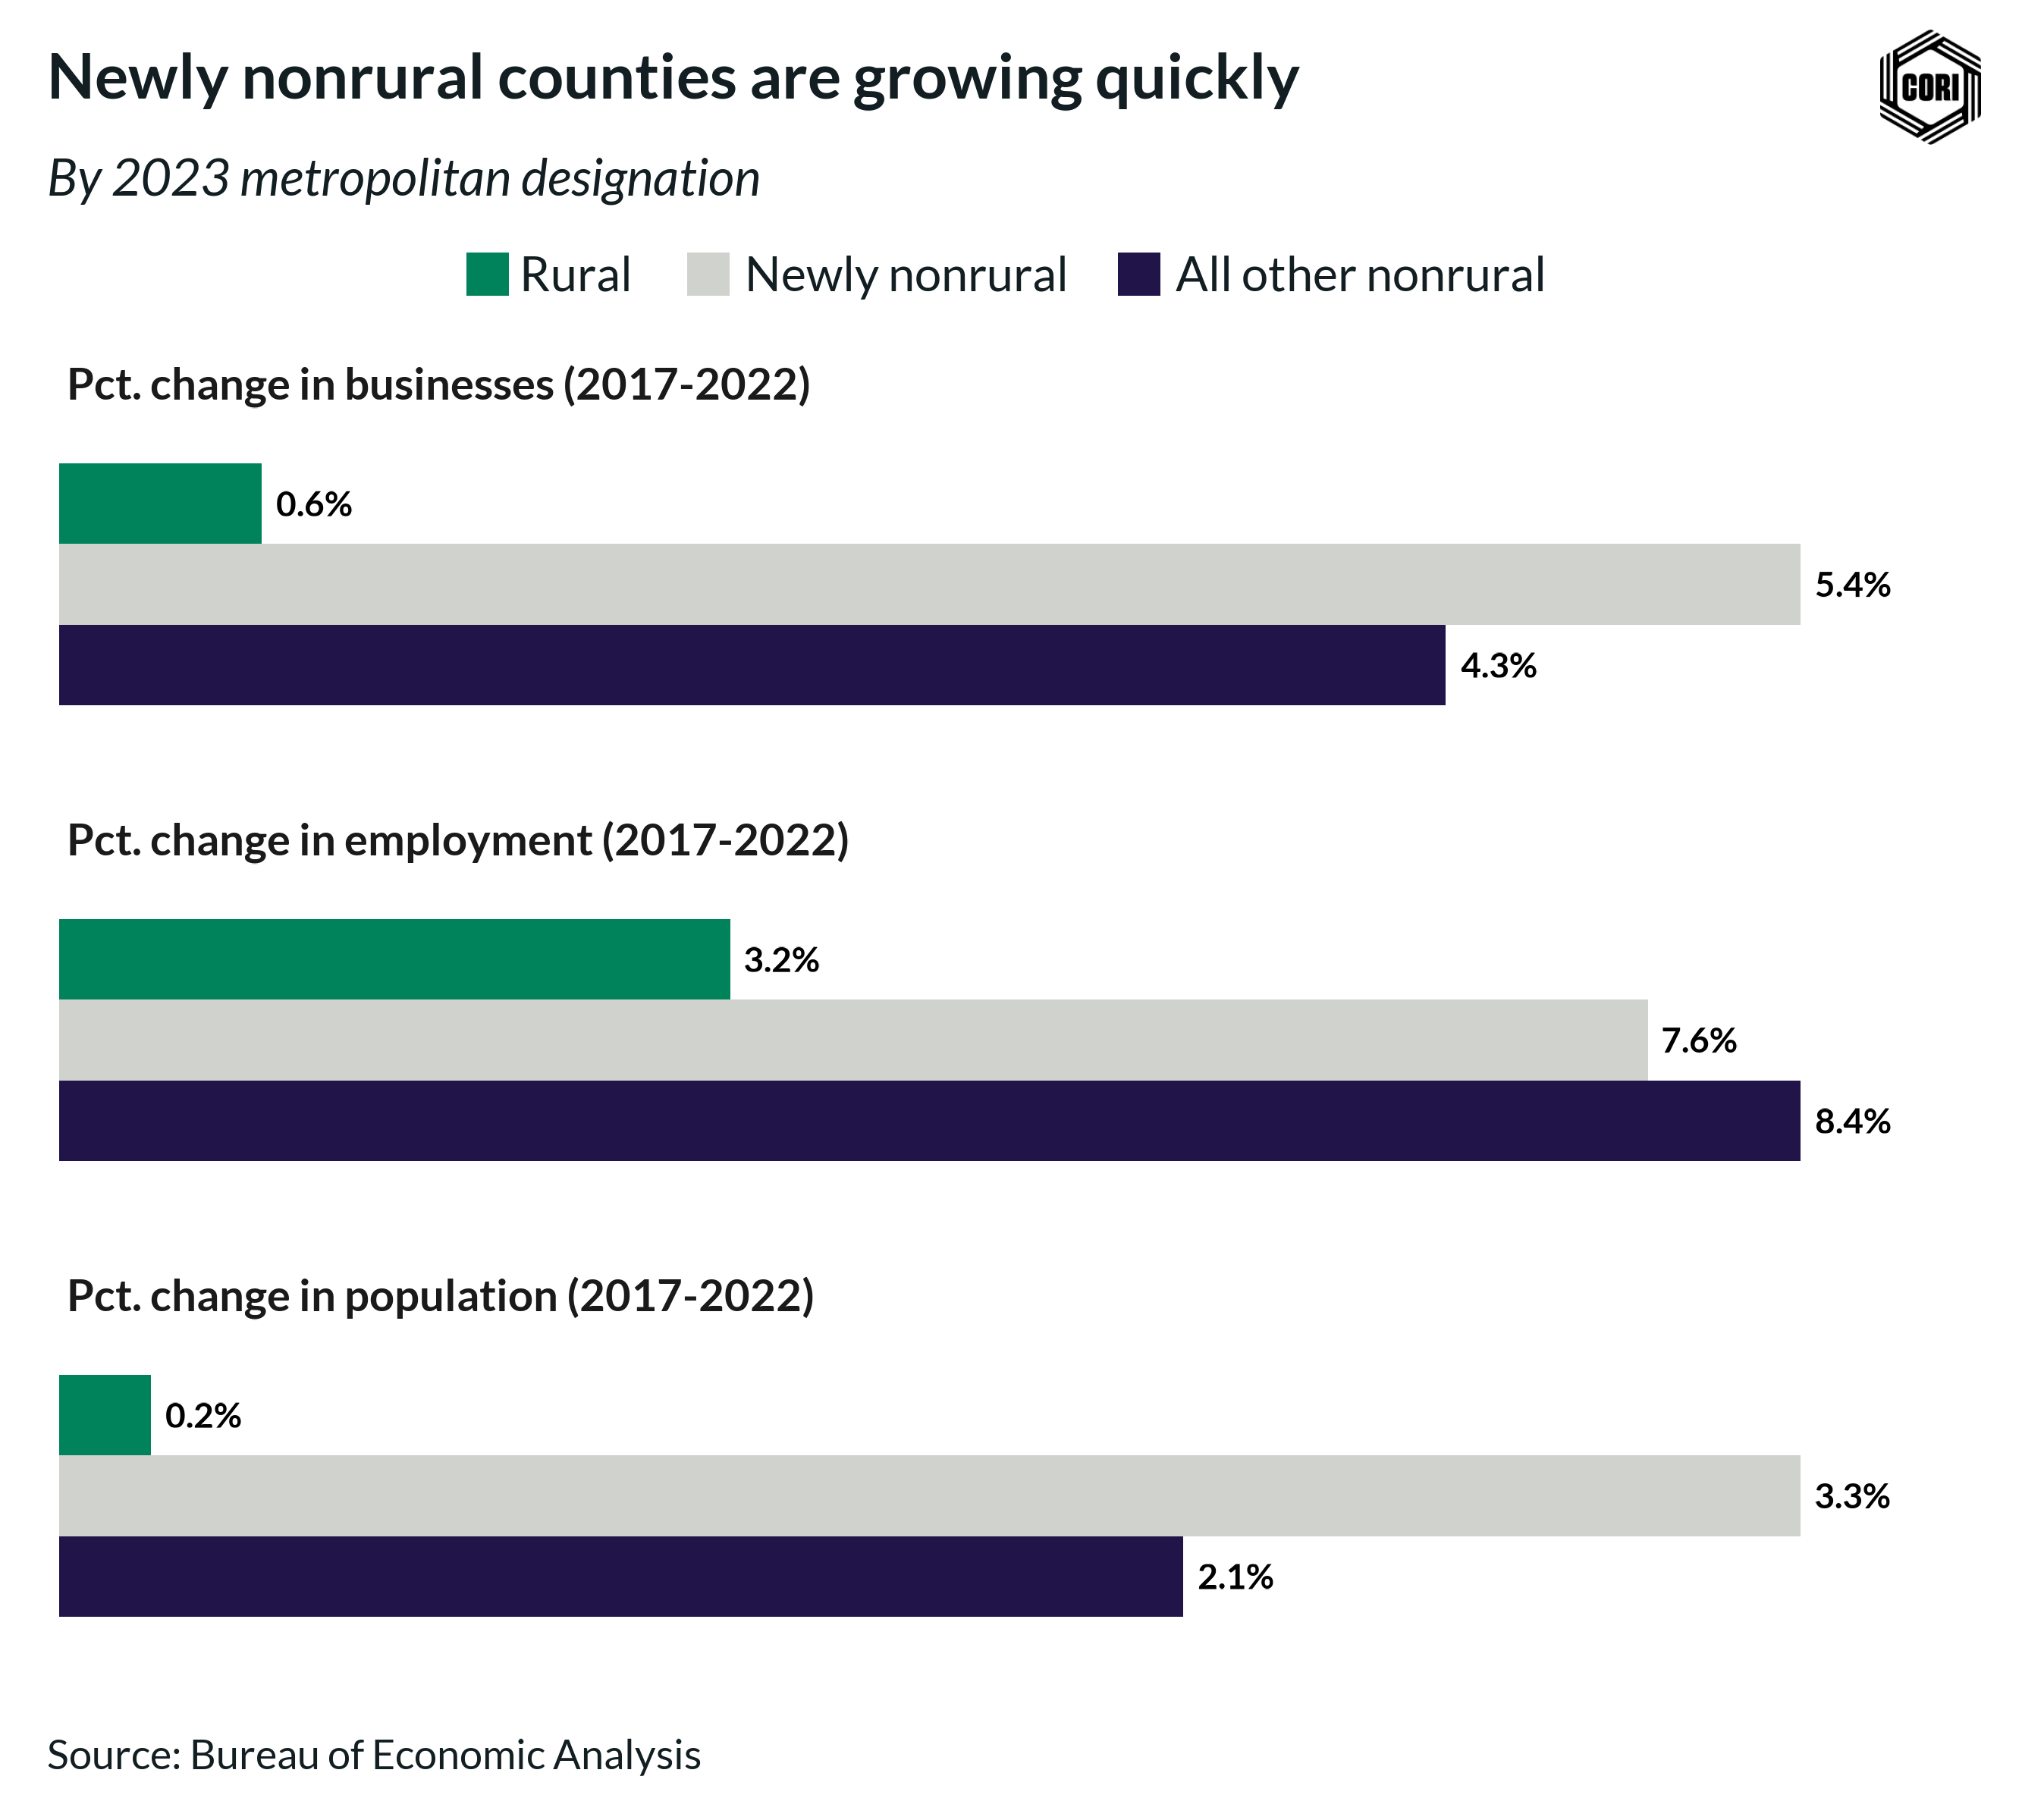 Newly nonrural counties are growing quickly
CORI
By 2023 metropolitan designation
Rural Newly nonrural All other nonrural
Pct. change in businesses (2017-2022)
0.6%
5.4%
4.3%
Pct. change in employment (2017-2022)
3.2%
7.6%
8.4%
Pct. change in population (2017-2022)
0.2%
3.3%
2.1%
Source: Bureau of Economic Analysis